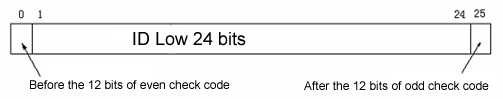 0 1 24 25
ID Low 24 bits
Before the 12 bits of even check code After the 12 bits of odd check code